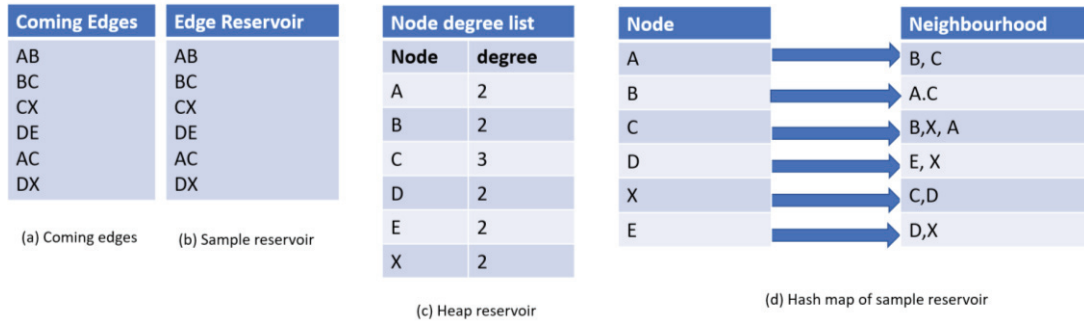 Coming Edges
AB
BC
CX
DE
AC
DX
(a) Coming edges
Edge Reservoir
AB
BC
CX
DE
AC
DX
(b) Sample reservoir
Node degree list
Node degree
A 2
B 2
C 3
D 2
E 2
X 2
(c) Heap reservoir
Node Neighbourhood
A B, C
B A.C
C B,X, A
D E, X
X C,D
E D,X
(d) Hash map of sample reservoir